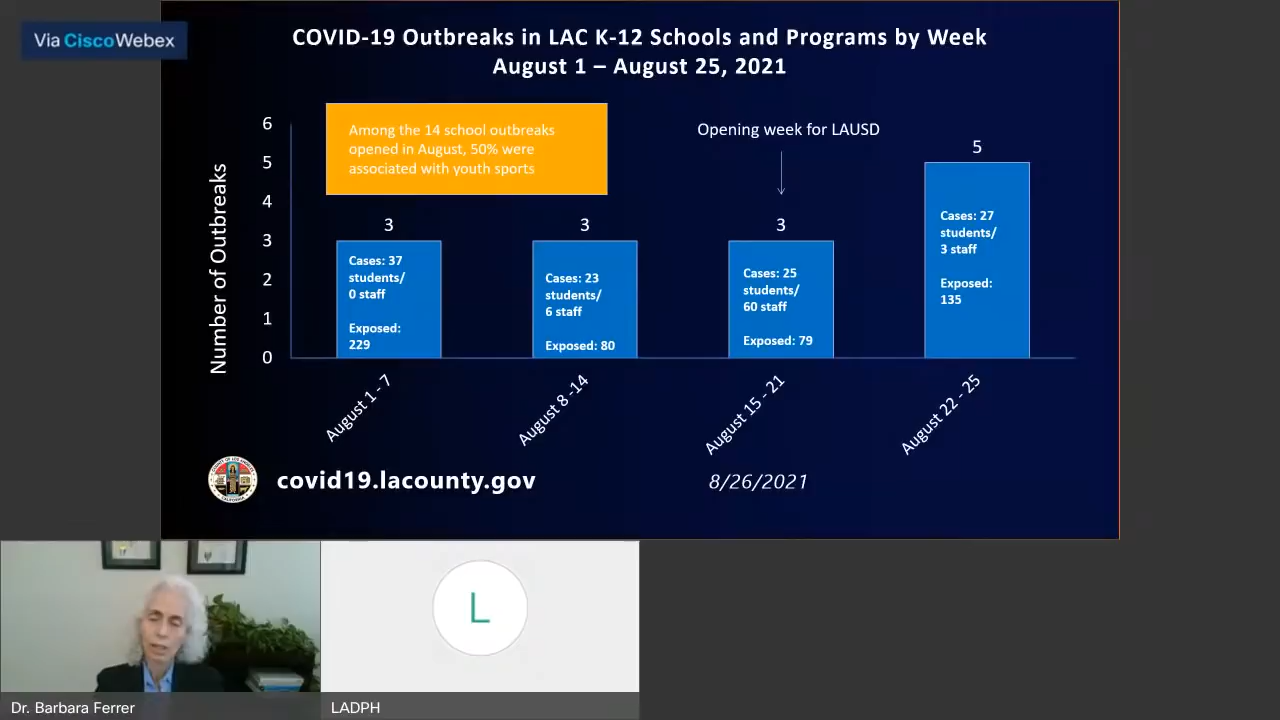 Via CiscoWebex
COVID-19 Outbreaks in LAC K-12 Schools and Programs by Week
August 1 – August 25, 2021
Among the 14 school outbreaks
opened in August, 50% were
associated with youth sports
Opening week for LAUSD
Number of Outbreaks
6
5
4
3
2
1
0
3
Cases: 37
students/
0 staff
Exposed:
229
3
Cases: 23
students/
6 staff
Exposed: 80
3
Cases: 25
students/
60 staff
Exposed: 79
5
Cases: 27
students/
3 staff
Exposed:
135
August 1 - 7
August 8 -14
August 15 - 21
August 22 - 25
covid19.lacounty.gov
8/26/2021
L
Dr. Barbara Ferrer
LADPH